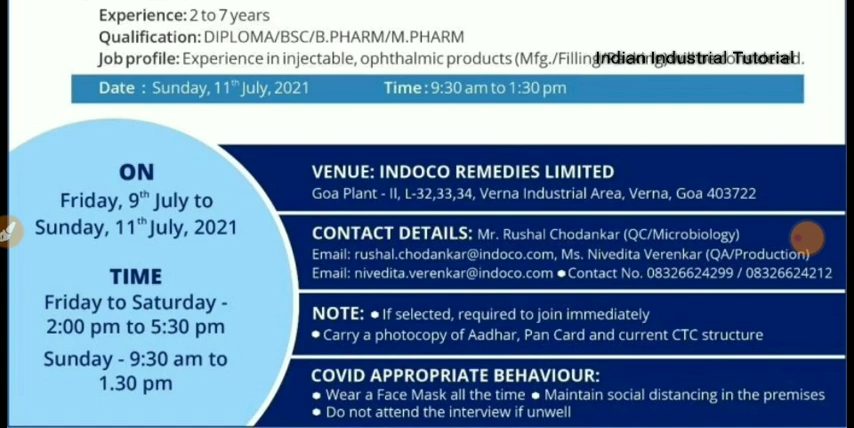 Experience: 2 to 7 years
Qualification: DIPLOMA/BSC/B.PHARM/M.PHARM
Job profile: Experience in injectable, ophthalmic products (Mfg./Filling
Indian Industrial Tutorial
Date : Sunday, 11th July, 2021 Time : 9:30 am to 1:30 pm
ON
Friday, 9th July to
Sunday, 11th July, 2021
TIME
Friday to Saturday -
2:00 pm to 5:30 pm
Sunday - 9:30 am to
1.30 pm
VENUE: INDOCO REMEDIES LIMITED
Goa Plant - II, L-32,33,34, Verna Industrial Area, Verna, Goa 403722
CONTACT DETAILS: Mr. Rushal Chodankar (QC/Microbiology)
Email: rushal.chodankar@indoco.com, Ms. Nivedita Verenkar (QA/Production)
Email: nivedita.verenkar@indoco.com ● Contact No. 08326624299 / 08326624212
NOTE: ● If selected, required to join immediately
● Carry a photocopy of Aadhar, Pan Card and current CTC structure
COVID APPROPRIATE BEHAVIOUR:
● Wear a Face Mask all the time ● Maintain social distancing in the premises
● Do not attend the interview if unwell